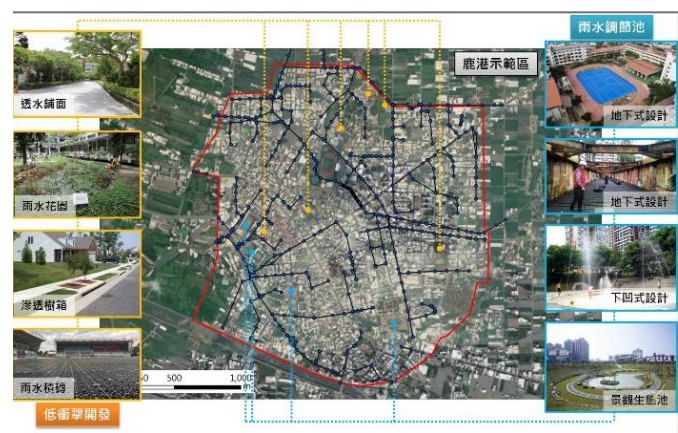 雨水調節池
鹿港示範區
透水鋪面
雨水花園
滲透樹箱
雨水積磚
低衝擊開發
地下式設計
地下式設計
下凹式設計
景觀生態池
500
1,000
m